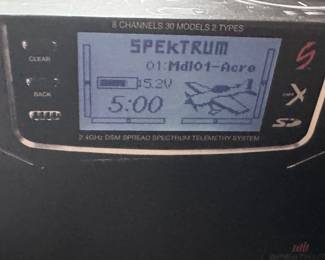 8 CHANNELS 30 MODELS 2 TYPES
CLEAR
BACK
SPEKTRUM
01:Mdl01-Acro
5.2V
5:00
X
SD
2.4GHz DSM SPREAD SPECTRUM TELEMETRY SYSTEM